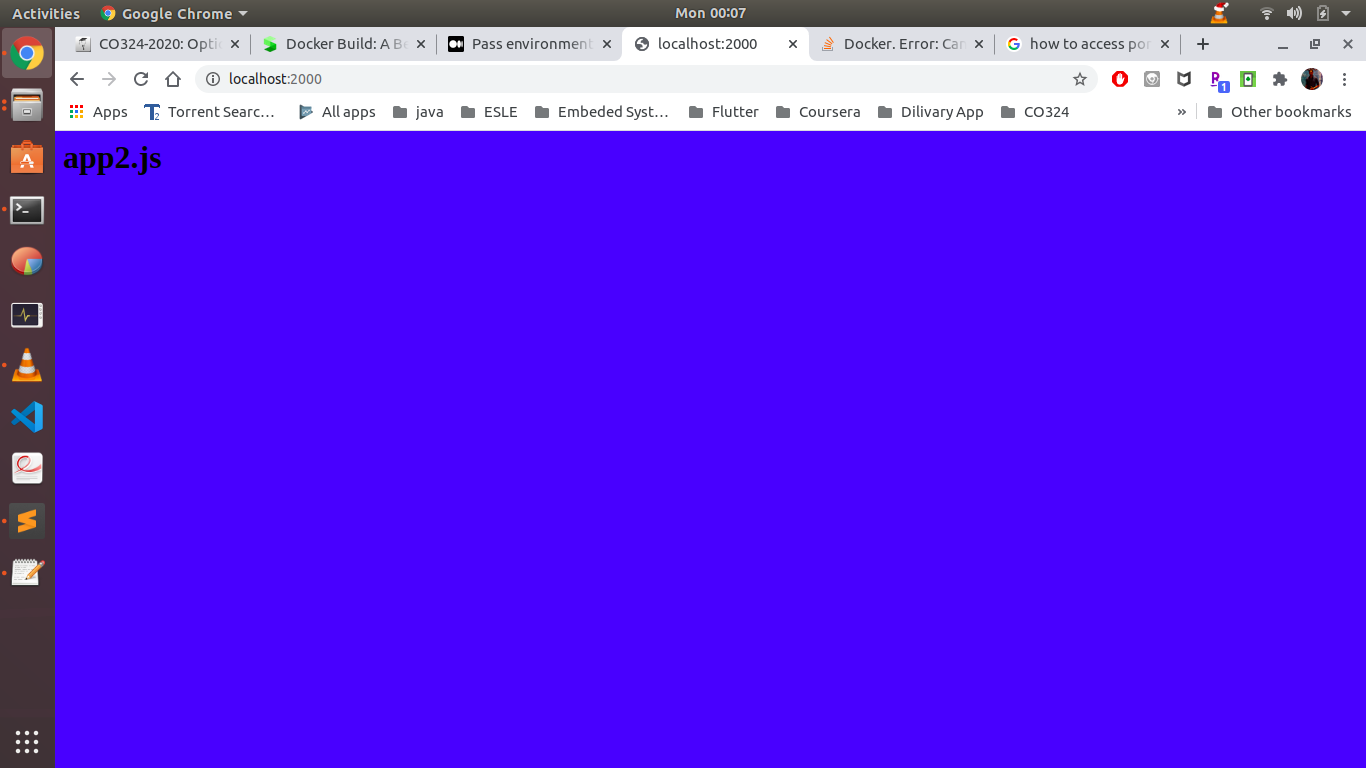 Activities Google Chrome Mon 00:07
CO324-2020: Opti Docker Build: A Be Pass environment localhost:2000 Docker. Error: Can how to access por
localhost:2000
1
Apps Torrent Searc… All apps java ESLE Embeded Syst… Flutter Coursera Dilivary App CO324 » Other bookmarks
app2.js